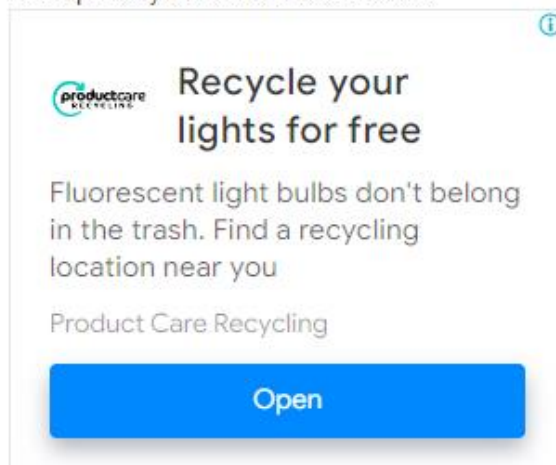 productcare
RECYCLING
Recycle your
lights for free
Fluorescent light bulbs don't belong
in the trash. Find a recycling
location near you
Product Care Recycling
Open